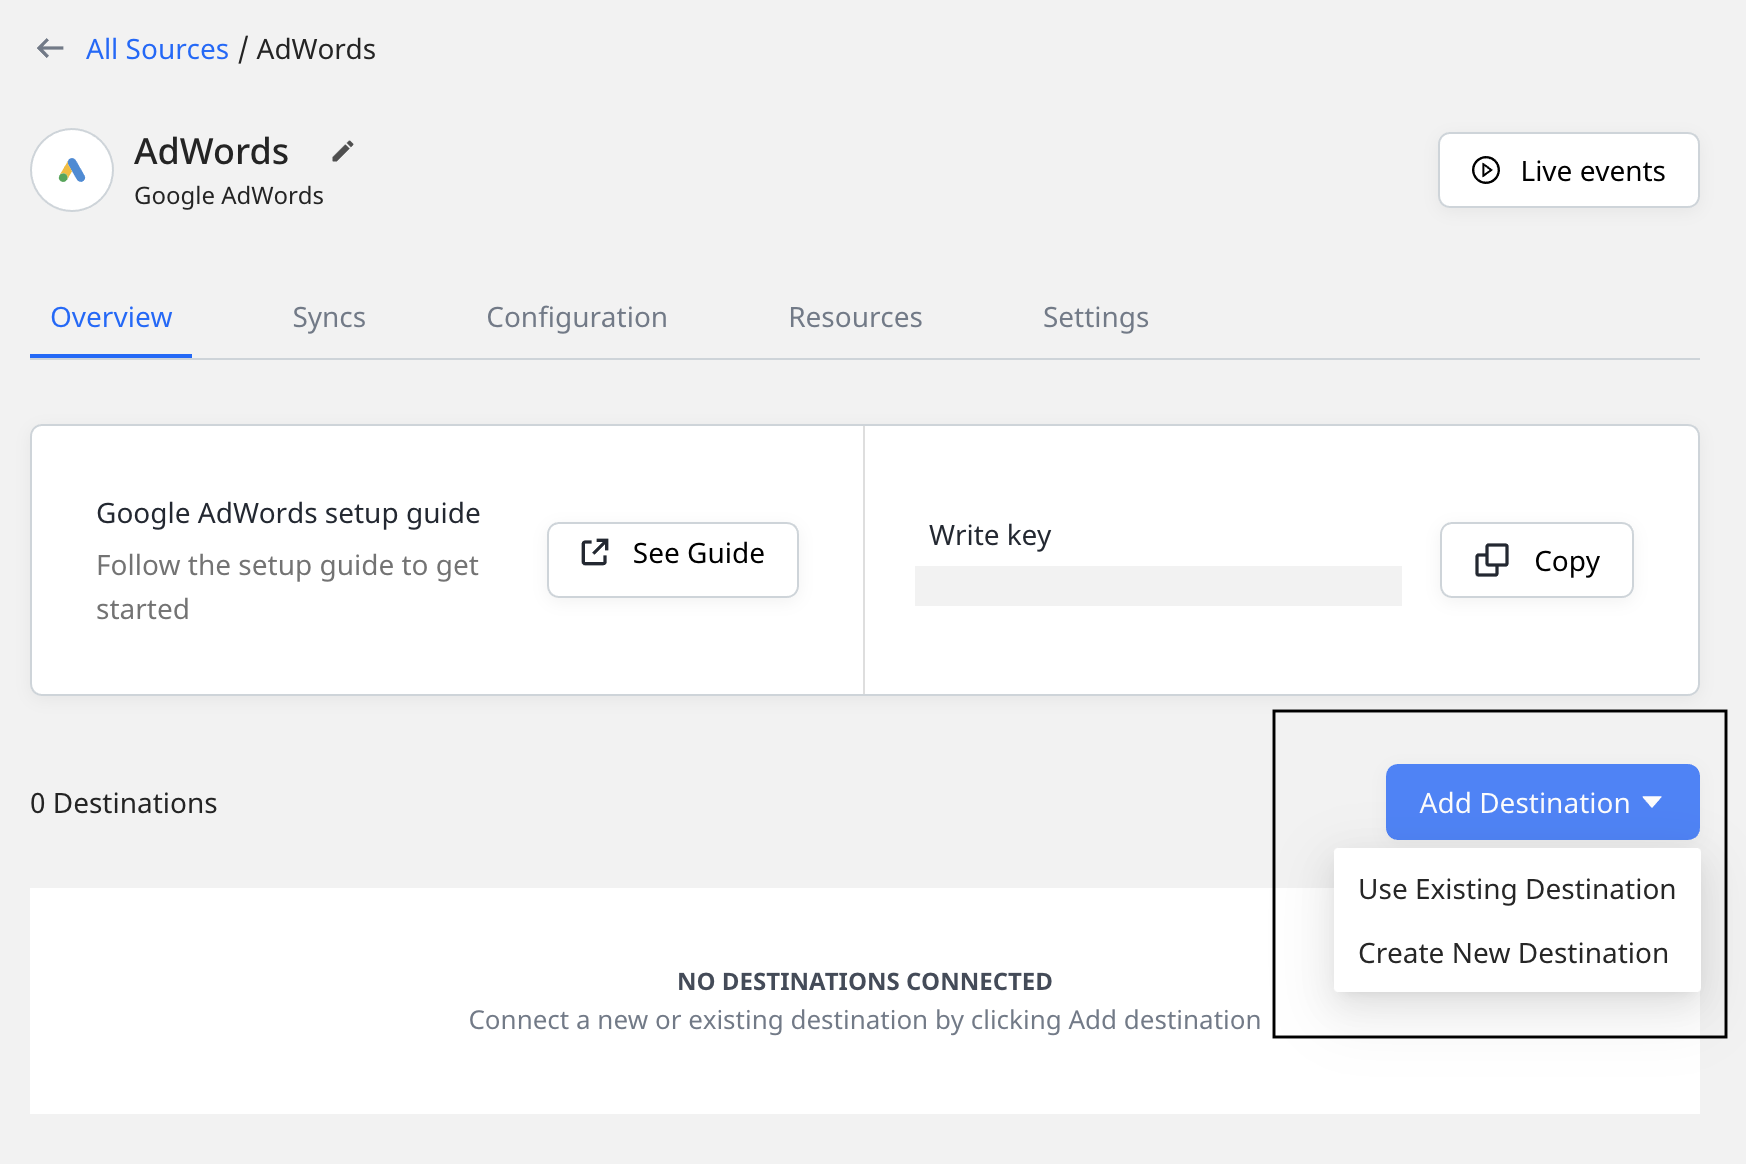 All Sources / AdWords
AdWords
Google AdWords
Live events
Overview
Syncs
Configuration
Resources
Settings
Google AdWords setup guide
Follow the setup guide to get
started
See Guide
Write key
Copy
0 Destinations
Add Destination
Use Existing Destination
Create New Destination
NO DESTINATIONS CONNECTED
Connect a new or existing destination by clicking Add destination